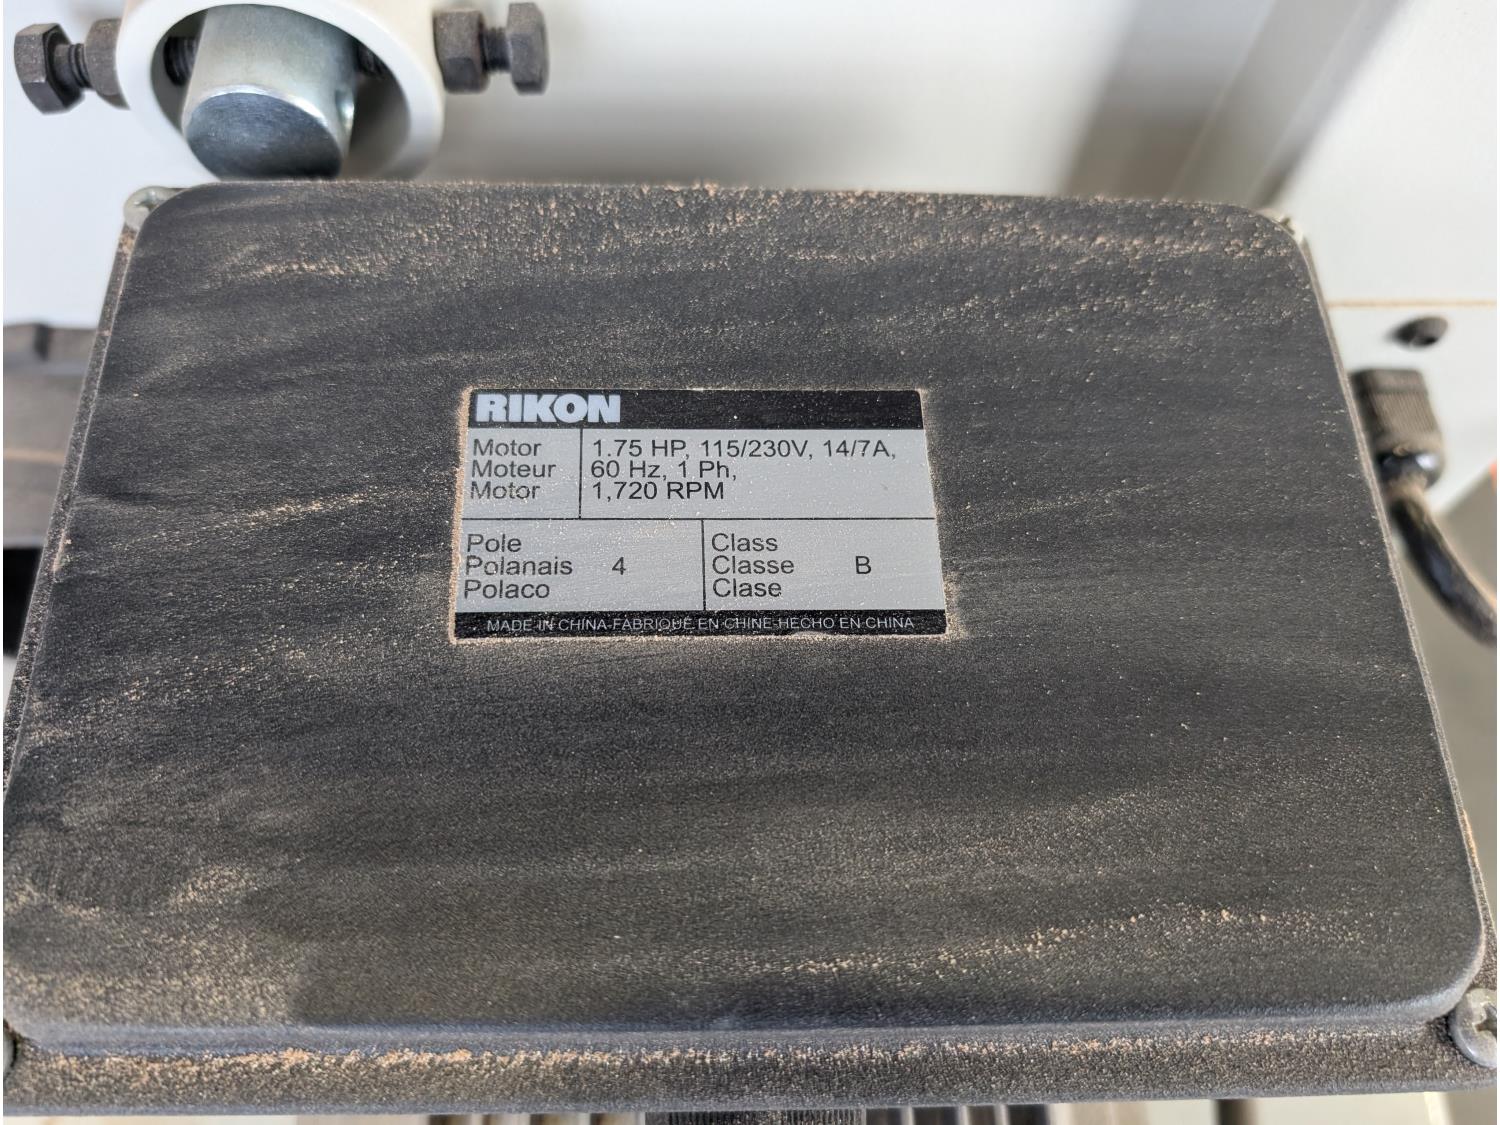 RIKON
Motor
Moteur
Motor
1.75 HP, 115/230V, 14/7A,
60 Hz, 1 Ph,
1,720 RPM
Pole
Polanais 4
Polaco
Class
Classe B
Clase
MADE IN CHINA-FABRIQUÉ EN CHINE-HECHO EN CHINA